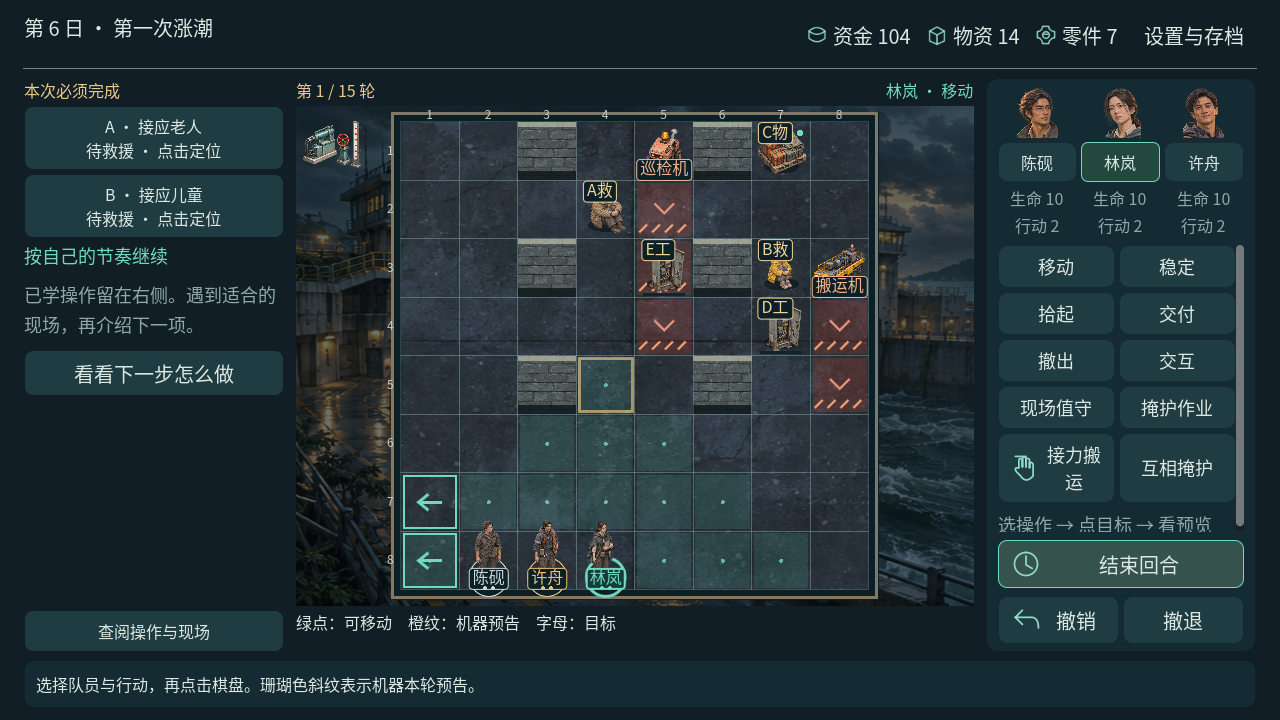 第 6 日 · 第一次涨潮
资金 104
物资 14
零件 7
设置与存档
本次必须完成
A · 接应老人
待救援 · 点击定位
B · 接应儿童
待救援 · 点击定位
按自己的节奏继续
已学操作留在右侧。遇到适合的
现场，再介绍下一项。
看看下一步怎么做
查阅操作与现场
第 1 / 15 轮
林岚 · 移动
1 2 3 4 5 6 7 8
1
2
3
4
5
6
7
8
C物
巡检机
A救
E工
B救
搬运机
D工
陈砚
许舟
林岚
绿点：可移动 橙纹：机器预告 字母：目标
陈砚 林岚 许舟
生命 10 生命 10 生命 10
行动 2 行动 2 行动 2
移动
稳定
拾起
交付
撤出
交互
现场值守
掩护作业
接力搬
运
互相掩护
选操作 → 点目标 → 看预览
结束回合
撤销
撤退
选择队员与行动，再点击棋盘。珊瑚色斜纹表示机器本轮预告。